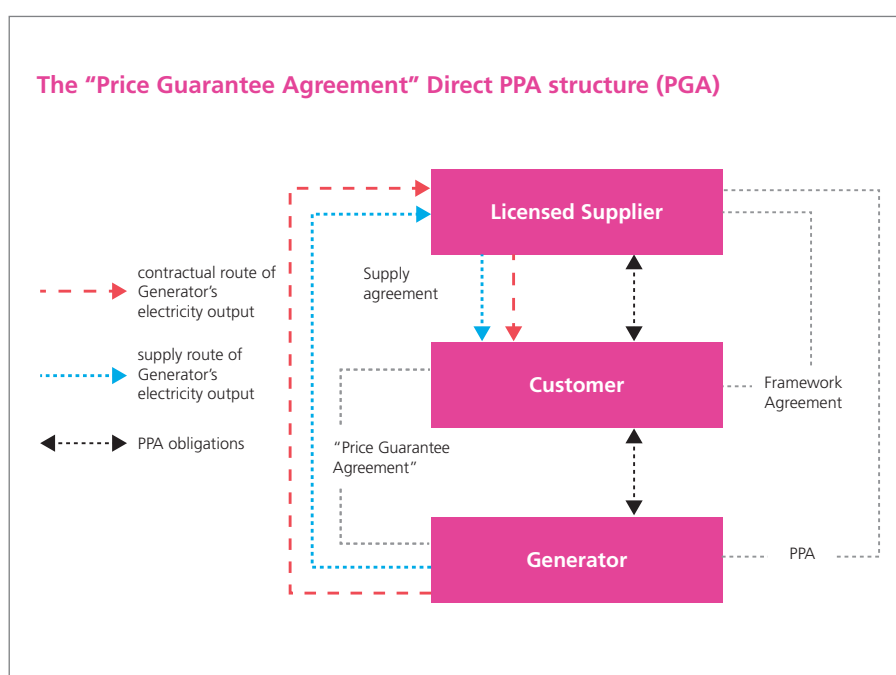 The “Price Guarantee Agreement” Direct PPA structure (PGA)
Licensed Supplier
contractual route of
Generator’s
electricity output
Supply
agreement
supply route of
Generator’s
electricity output
Customer
Framework
Agreement
PPA obligations
“Price Guarantee
Agreement”
Generator
PPA